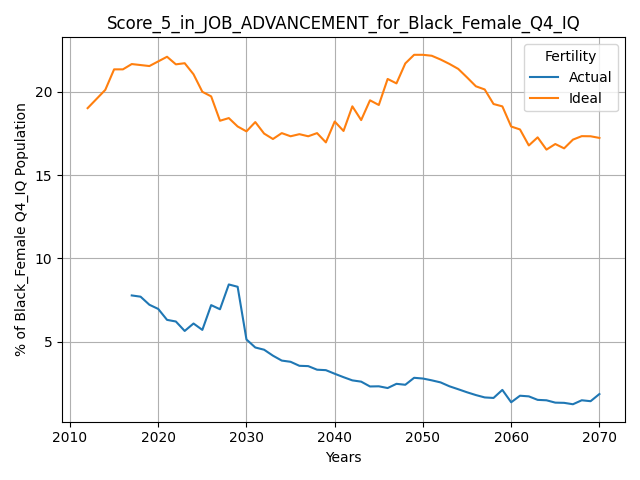 Score_5_in_JOB_ADVANCEMENT_for_Black_Female_Q4_IQ
Fertility
Actual
Ideal
% of Black_Female Q4_IQ Population
20
15
10
5
2010
2020
2030
2040
2050
2060
2070
Years